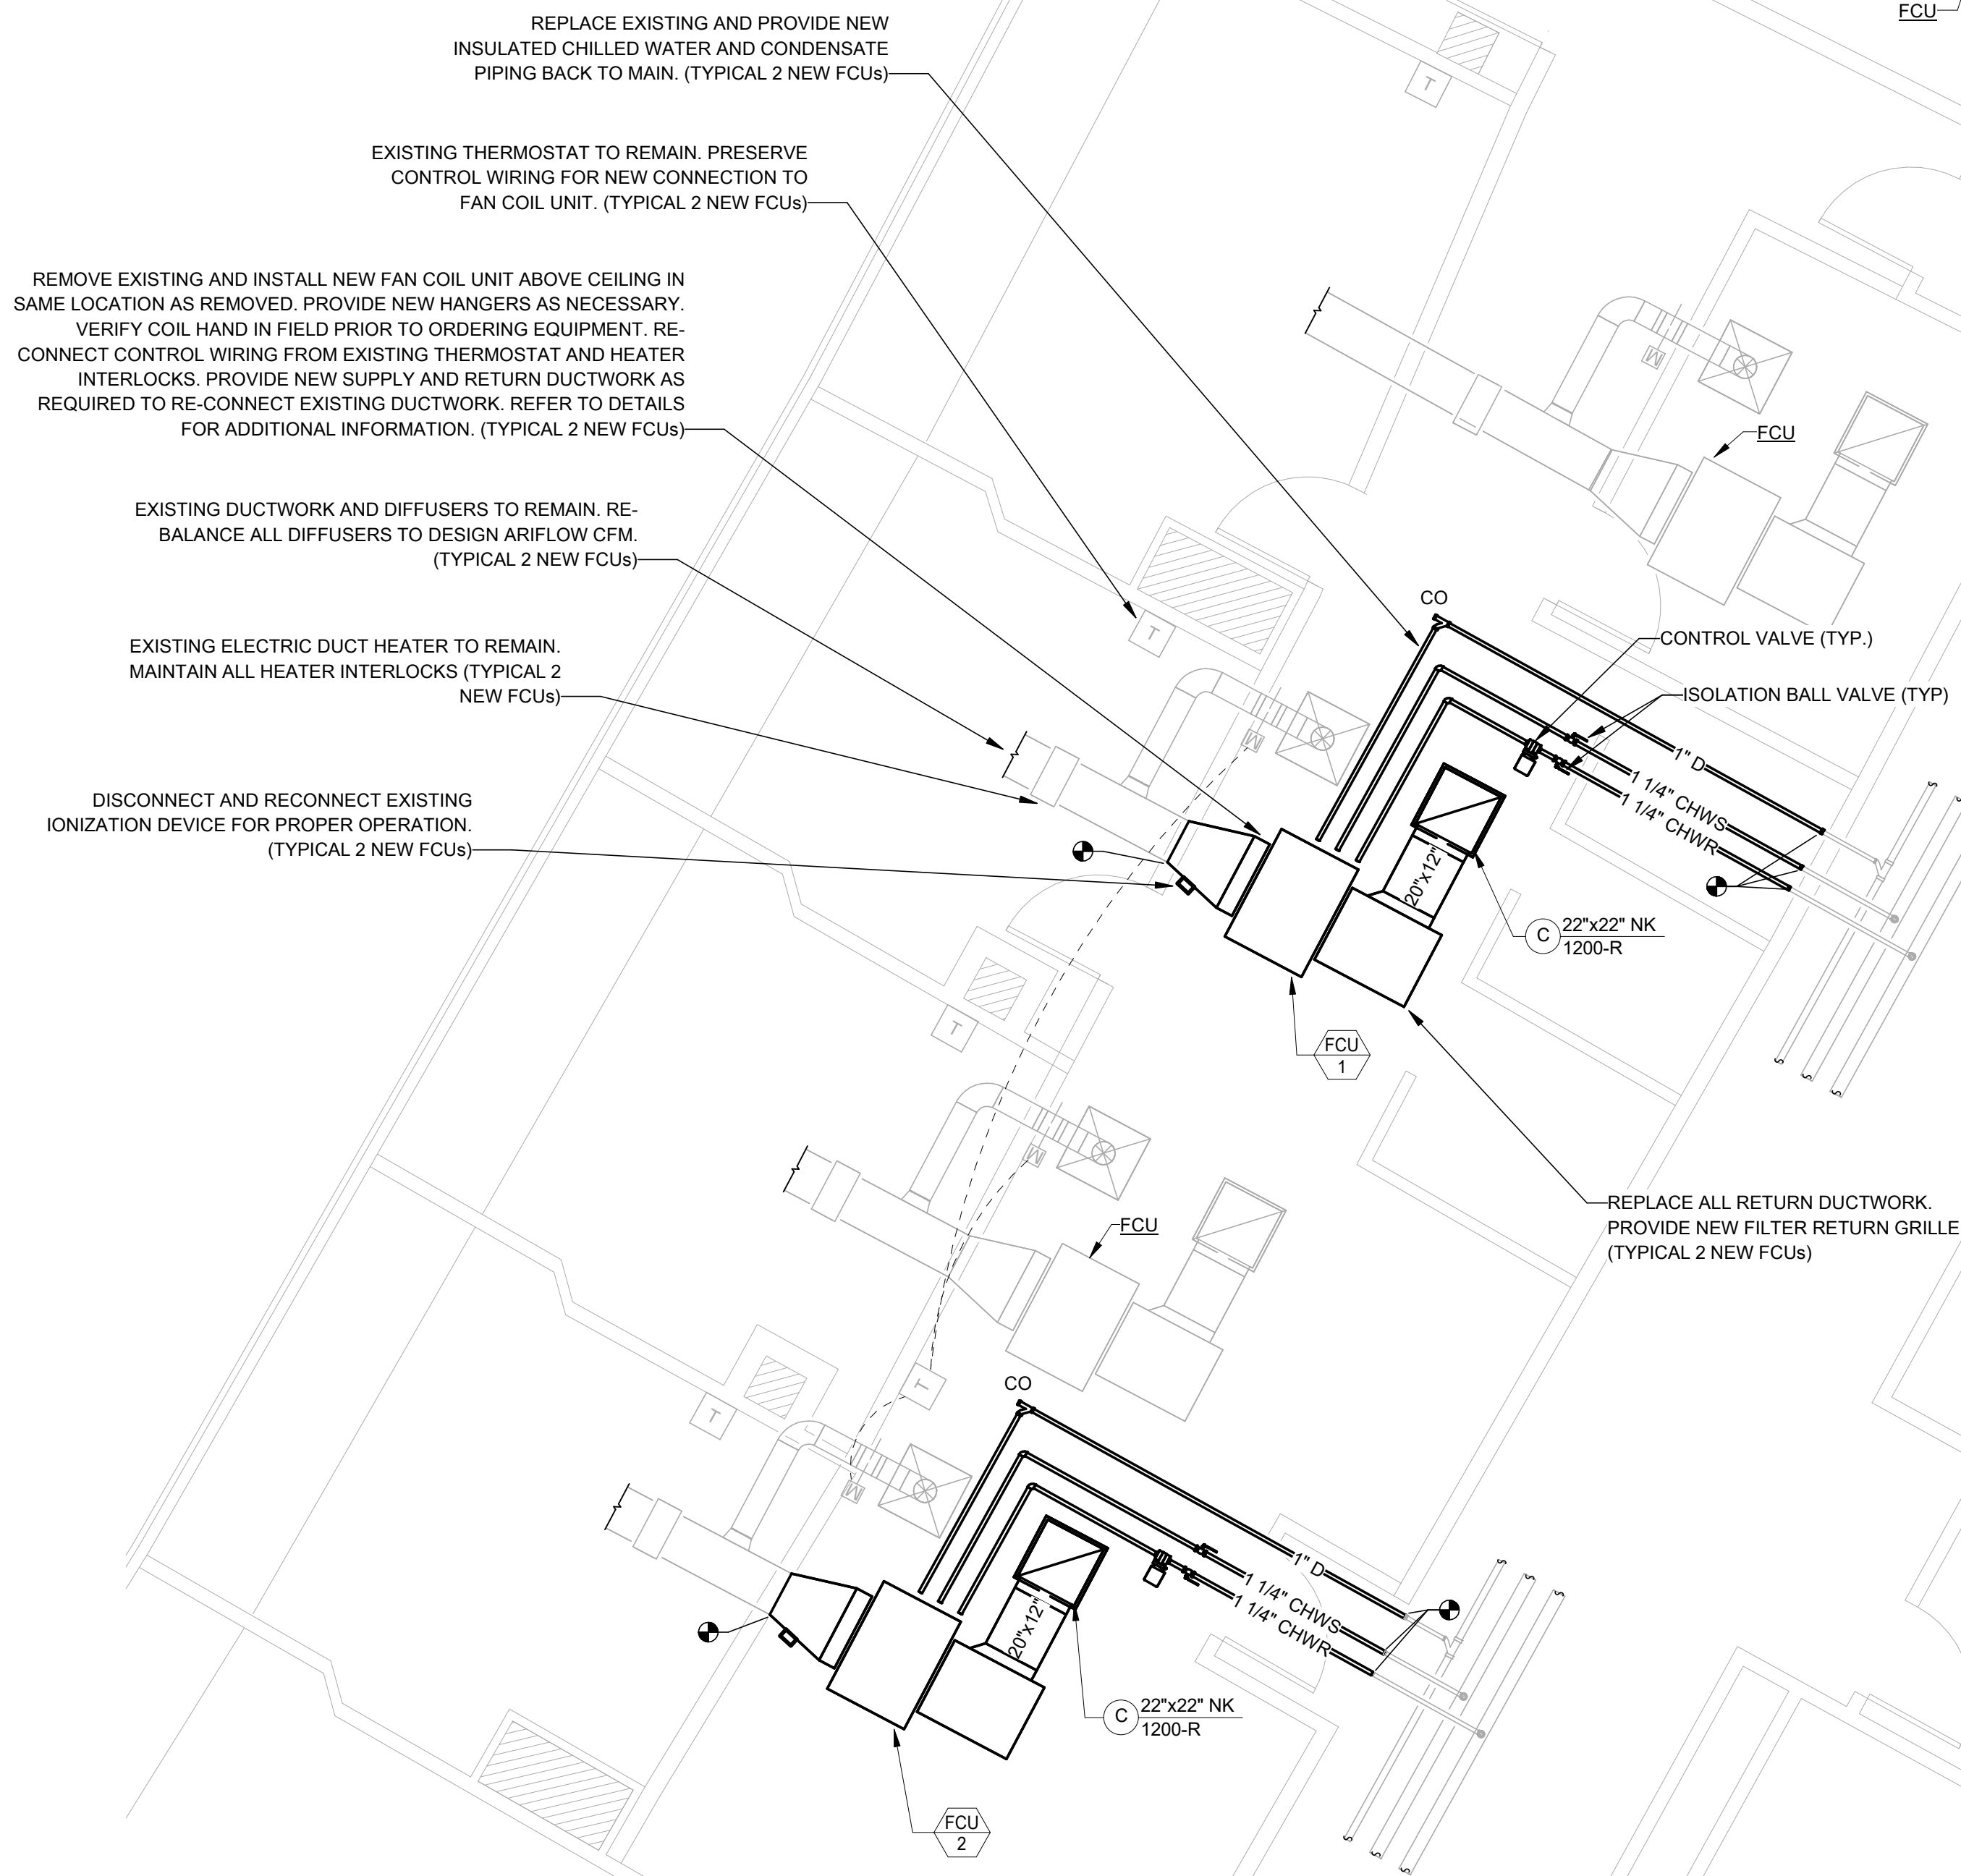 FCU
REPLACE EXISTING AND PROVIDE NEW
INSULATED CHILLED WATER AND CONDENSATE
PIPING BACK TO MAIN. (TYPICAL 2 NEW FCUs)
T
EXISTING THERMOSTAT TO REMAIN. PRESERVE
CONTROL WIRING FOR NEW CONNECTION TO
FAN COIL UNIT. (TYPICAL 2 NEW FCUs)
REMOVE EXISTING AND INSTALL NEW FAN COIL UNIT ABOVE CEILING IN
SAME LOCATION AS REMOVED. PROVIDE NEW HANGERS AS NECESSARY.
VERIFY COIL HAND IN FIELD PRIOR TO ORDERING EQUIPMENT. RE-
CONNECT CONTROL WIRING FROM EXISTING THERMOSTAT AND HEATER
INTERLOCKS. PROVIDE NEW SUPPLY AND RETURN DUCTWORK AS
REQUIRED TO RE-CONNECT EXISTING DUCTWORK. REFER TO DETAILS
FOR ADDITIONAL INFORMATION. (TYPICAL 2 NEW FCUs)
M
FCU
EXISTING DUCTWORK AND DIFFUSERS TO REMAIN. RE-
BALANCE ALL DIFFUSERS TO DESIGN ARIFLOW CFM.
(TYPICAL 2 NEW FCUs)
CO
T
CONTROL VALVE (TYP.)
EXISTING ELECTRIC DUCT HEATER TO REMAIN.
MAINTAIN ALL HEATER INTERLOCKS (TYPICAL 2
NEW FCUs)
ISOLATION BALL VALVE (TYP)
M
1" D
1 1/4" CHWS
1 1/4" CHWR
DISCONNECT AND RECONNECT EXISTING
IONIZATION DEVICE FOR PROPER OPERATION.
(TYPICAL 2 NEW FCUs)
20"x12"
C
22"x22" NK
1200-R
T
FCU
1
S
S
S
M
REPLACE ALL RETURN DUCTWORK.
PROVIDE NEW FILTER RETURN GRILLE
(TYPICAL 2 NEW FCUs)
FCU
T
CO
T
M
1" D
1 1/4" CHWS
1 1/4" CHWR
S
S
S
20"x12"
C
22"x22" NK
1200-R
FCU
2
S
S
S